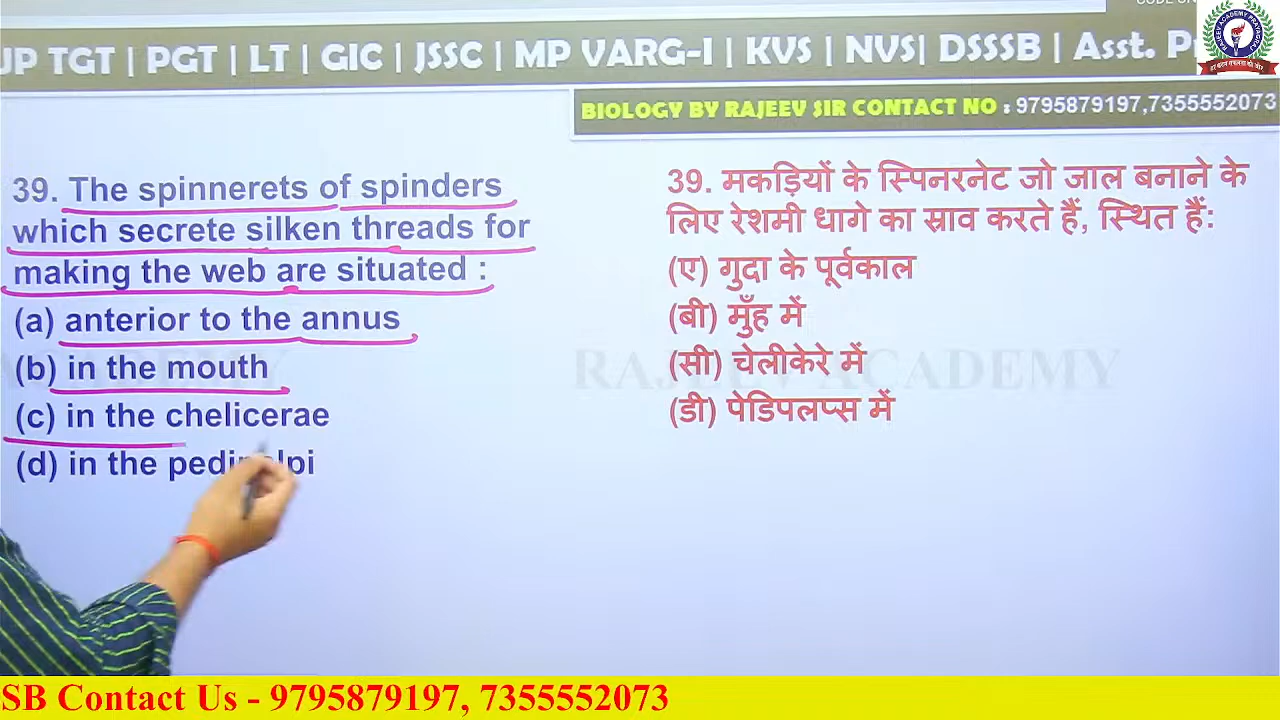 JP TGT | PGT | LT | GIC | JSSC | MP VARG-I | KVS | NVS| DSSSB | Asst. P
BIOLOGY BY RAJEEV SIR CONTACT NO : 9795879197,7355552073
39. The spinnerets of spinders
which secrete silken threads for
making the web are situated :
(a) anterior to the annus
(b) in the mouth
(c) in the chelicerae
(d) in the
39. मकड़ियों के स्पिनरनेट जो जाल बनाने के
लिए रेशमी धागे का स्राव करते हैं, स्थित हैं:
(ए) गुदा के पूर्वकाल
(बी) मुँह में
(सी) चेलीकेरे में
(डी) पेडिपलप्स में
RAJEEV ACADEMY
SB Contact Us - 9795879197, 7355552073